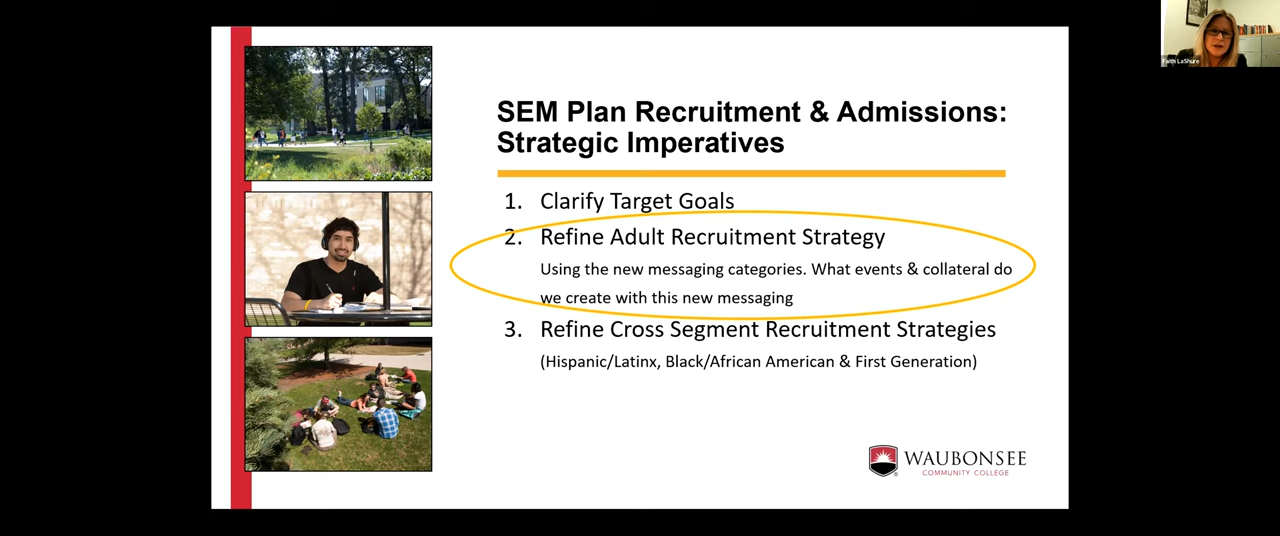 Faith LaShure
SEM Plan Recruitment & Admissions:
Strategic Imperatives
1. Clarify Target Goals
2. Refine Adult Recruitment Strategy
Using the new messaging categories. What events & collateral do
we create with this new messaging
3. Refine Cross Segment Recruitment Strategies
(Hispanic/Latinx, Black/African American & First Generation)
WAUBONSEE
COMMUNITY COLLEGE